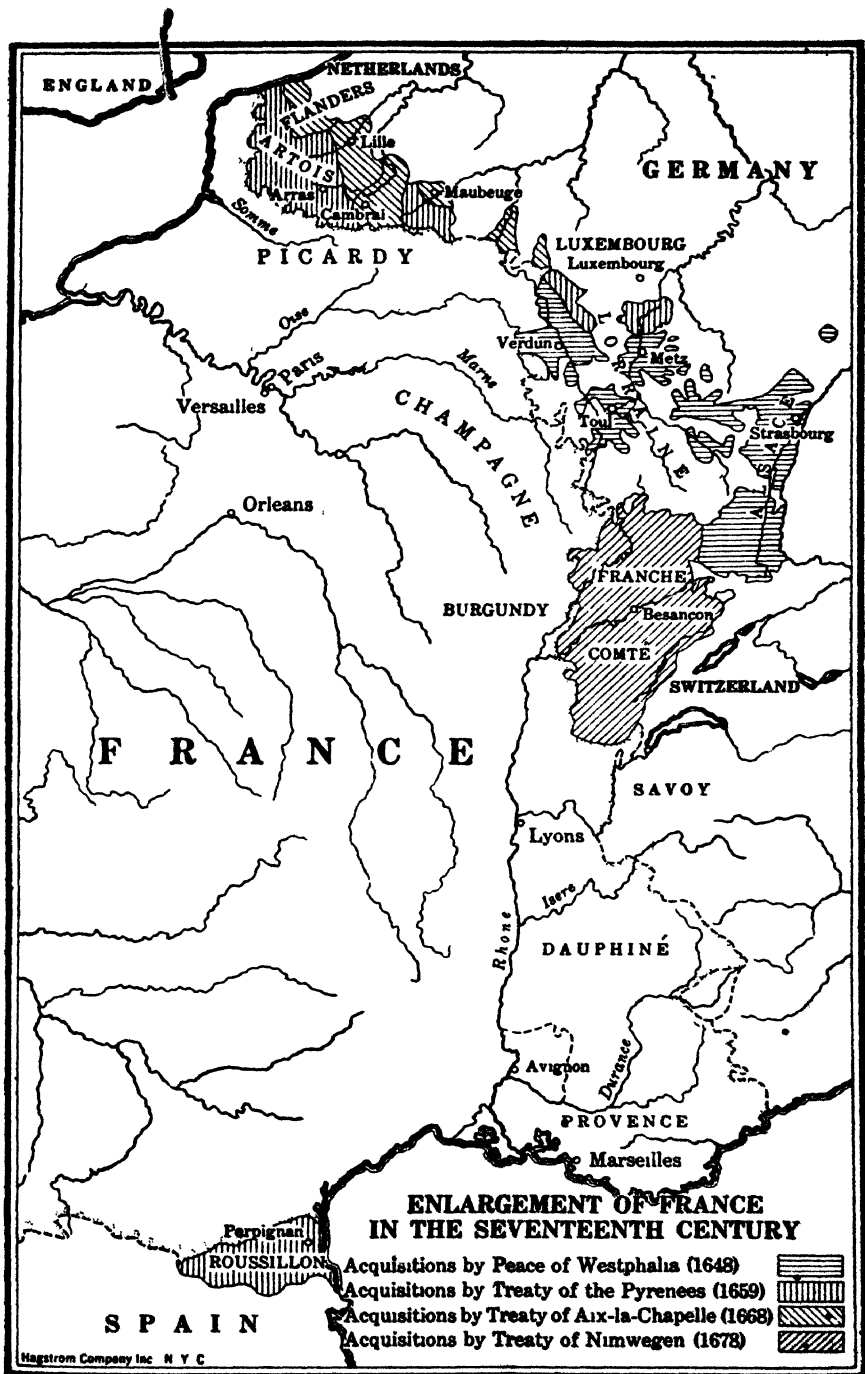 ENGLAND
NETHERLANDS
FLANDERS
Lille
ARTOIS
GERMANY
Arras
Maubeuge
Cambrai
Somme
PICARDY
LUXEMBOURG
Luxembourg
Oise
Verdun
LORRAINE
Metz
Marne
Paris
Versailles
CHAMPAGNE
Toul
Strasbourg
ALSACE
Orleans
FRANCHE
BURGUNDY
Besancon
COMTÉ
SWITZERLAND
FRANCE
SAVOY
Lyons
Isere
Rhone
DAUPHINÉ
Avignon
Durance
PROVENCE
Marseilles
ENLARGEMENT OF FRANCE
IN THE SEVENTEENTH CENTURY
Perpignan
ROUSSILLON
Acquisitions by Peace of Westphalia (1648)
Acquisitions by Treaty of the Pyrenees (1659)
Acquisitions by Treaty of Aix-la-Chapelle (1668)
Acquisitions by Treaty of Nimwegen (1678)
SPAIN
Hagstrom Company Inc N Y C